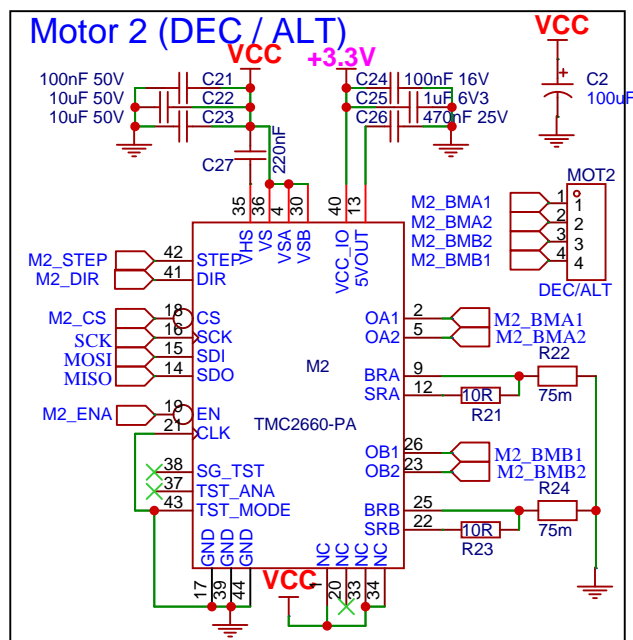 Motor 2 (DEC / ALT)
VCC
+3.3V
VCC
100nF 50V
C21
10uF 50V
C22
10uF 50V
C23
C24
100nF 16V
C25
1uF 6V3
C26
470nF 25V
C2
100uF
C27
220nF
MOT2
M2_BMA1
1
1
M2_BMA2
2
2
M2_BMB2
3
3
M2_BMB1
4
4
DEC/ALT
35
36
4
30
40
13
VHS
VS
VSA
VSB
VCC_IO
5VOUT
M2_STEP
42
STEP
M2_DIR
41
DIR
M2_CS
18
CS
SCK
16
SCK
MOSI
15
SDI
MISO
14
SDO
M2_ENA
19
EN
21
CLK
38
SG_TST
37
TST_ANA
43
TST_MODE
M2
TMC2660-PA
OA1
2
M2_BMA1
OA2
5
M2_BMA2
BRA
9
SRA
12
10R
R21
R22
75m
OB1
26
M2_BMB1
OB2
23
M2_BMB2
BRB
25
SRB
22
10R
R23
R24
75m
GND
GND
GND
NC
NC
NC
NC
17
39
44
VCC
1
20
33
34